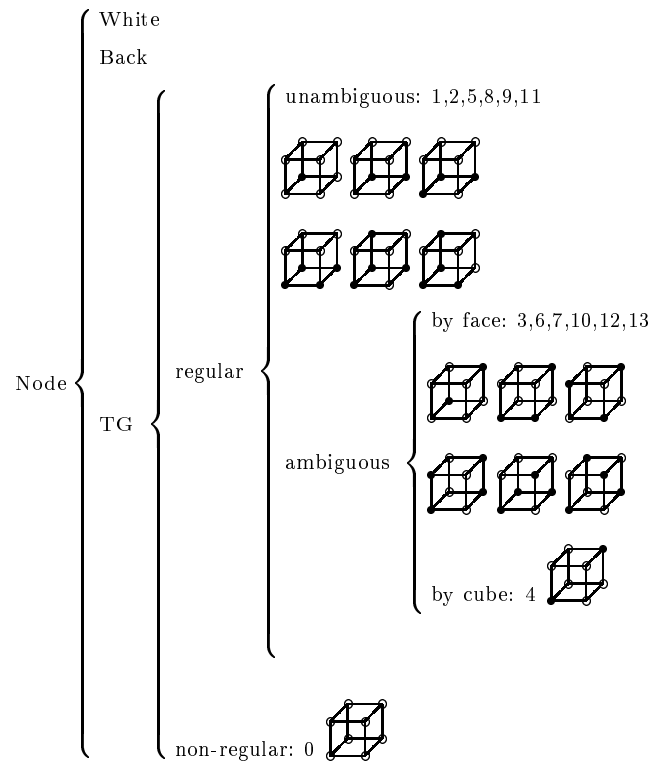 White
Back
unambiguous: 1,2,5,8,9,11
by face: 3,6,7,10,12,13
regular
Node
TG
ambiguous
by cube: 4
non-regular: 0